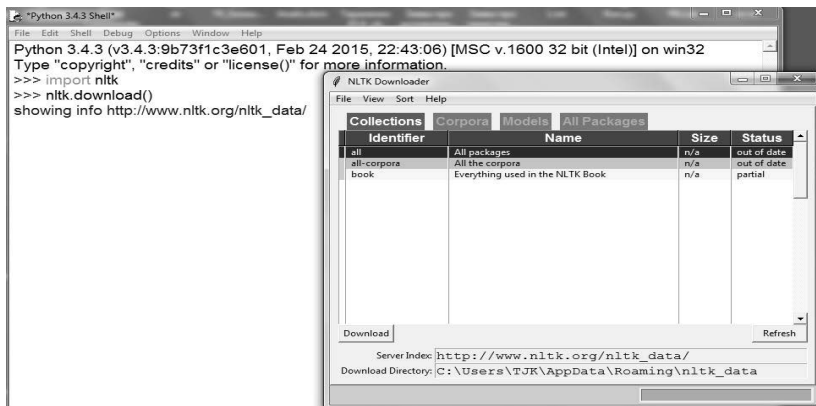 *Python 3.4.3 Shell*
File Edit Shell Debug Options Window Help
Python 3.4.3 (v3.4.3:9b73f1c3e601, Feb 24 2015, 22:43:06) [MSC v.1600 32 bit (Intel)] on win32
Type "copyright", "credits" or "license()" for more information.
>>> import nltk
>>> nltk.download()
showing info http://www.nltk.org/nltk_data/
NLTK Downloader
File View Sort Help
Collections Corpora Models All Packages
Identifier Name Size Status
all All packages n/a out of date
all-corpora All the corpora n/a out of date
book Everything used in the NLTK Book n/a partial
Download Refresh
Server Index: http://www.nltk.org/nltk_data/
Download Directory: C:\Users\TJK\AppData\Roaming\nltk_data